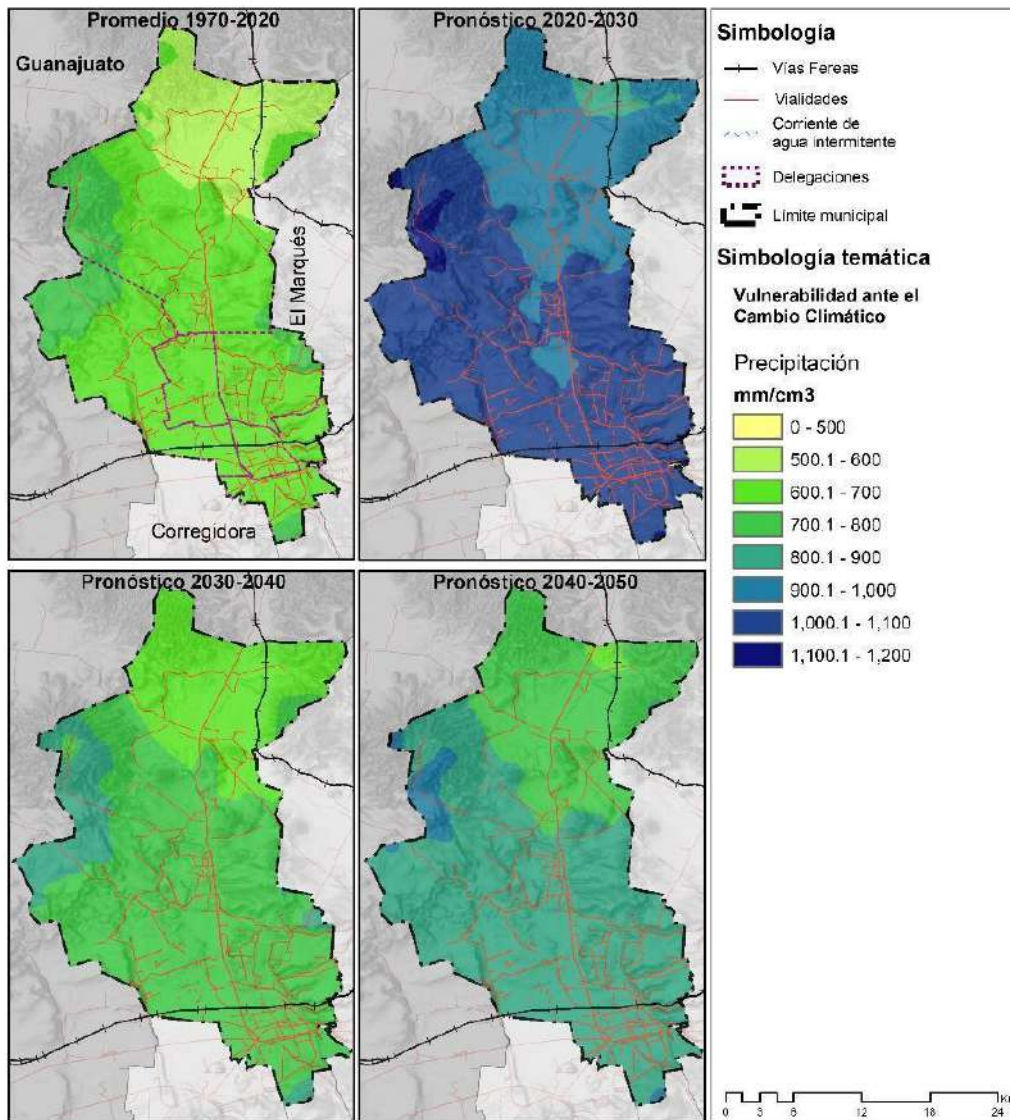 Promedio 1970-2020
Guanajuato
El Marqués
Corregidora
Pronóstico 2020-2030
Pronóstico 2030-2040
Pronóstico 2040-2050
Simbología
Vías Fereas
Vialidades
Corriente de
agua intermitente
Delegaciones
Límite municipal
Simbología temática
Vulnerabilidad ante el
Cambio Climático
Precipitación
mm/cm3
0 - 500
500.1 - 600
600.1 - 700
700.1 - 800
800.1 - 900
900.1 - 1,000
1,000.1 - 1,100
1,100.1 - 1,200
0 3 6 12 18 24